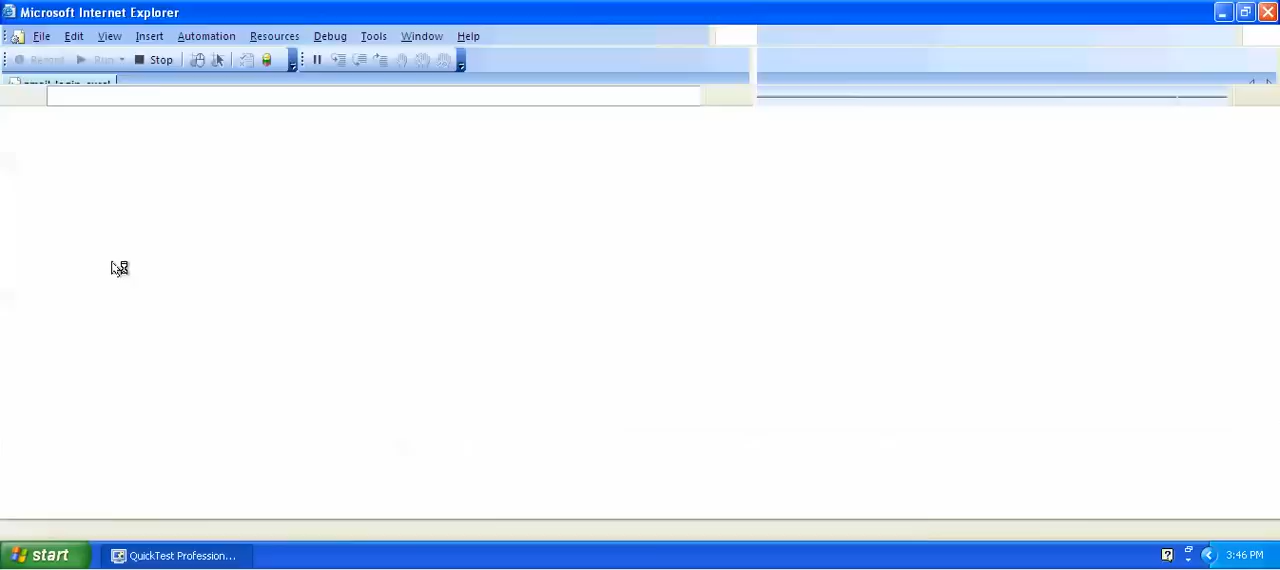 Microsoft Internet Explorer
File Edit View Insert Automation Resources Debug Tools Window Help
Record Run Stop
start QuickTest Profession... 3:46 PM